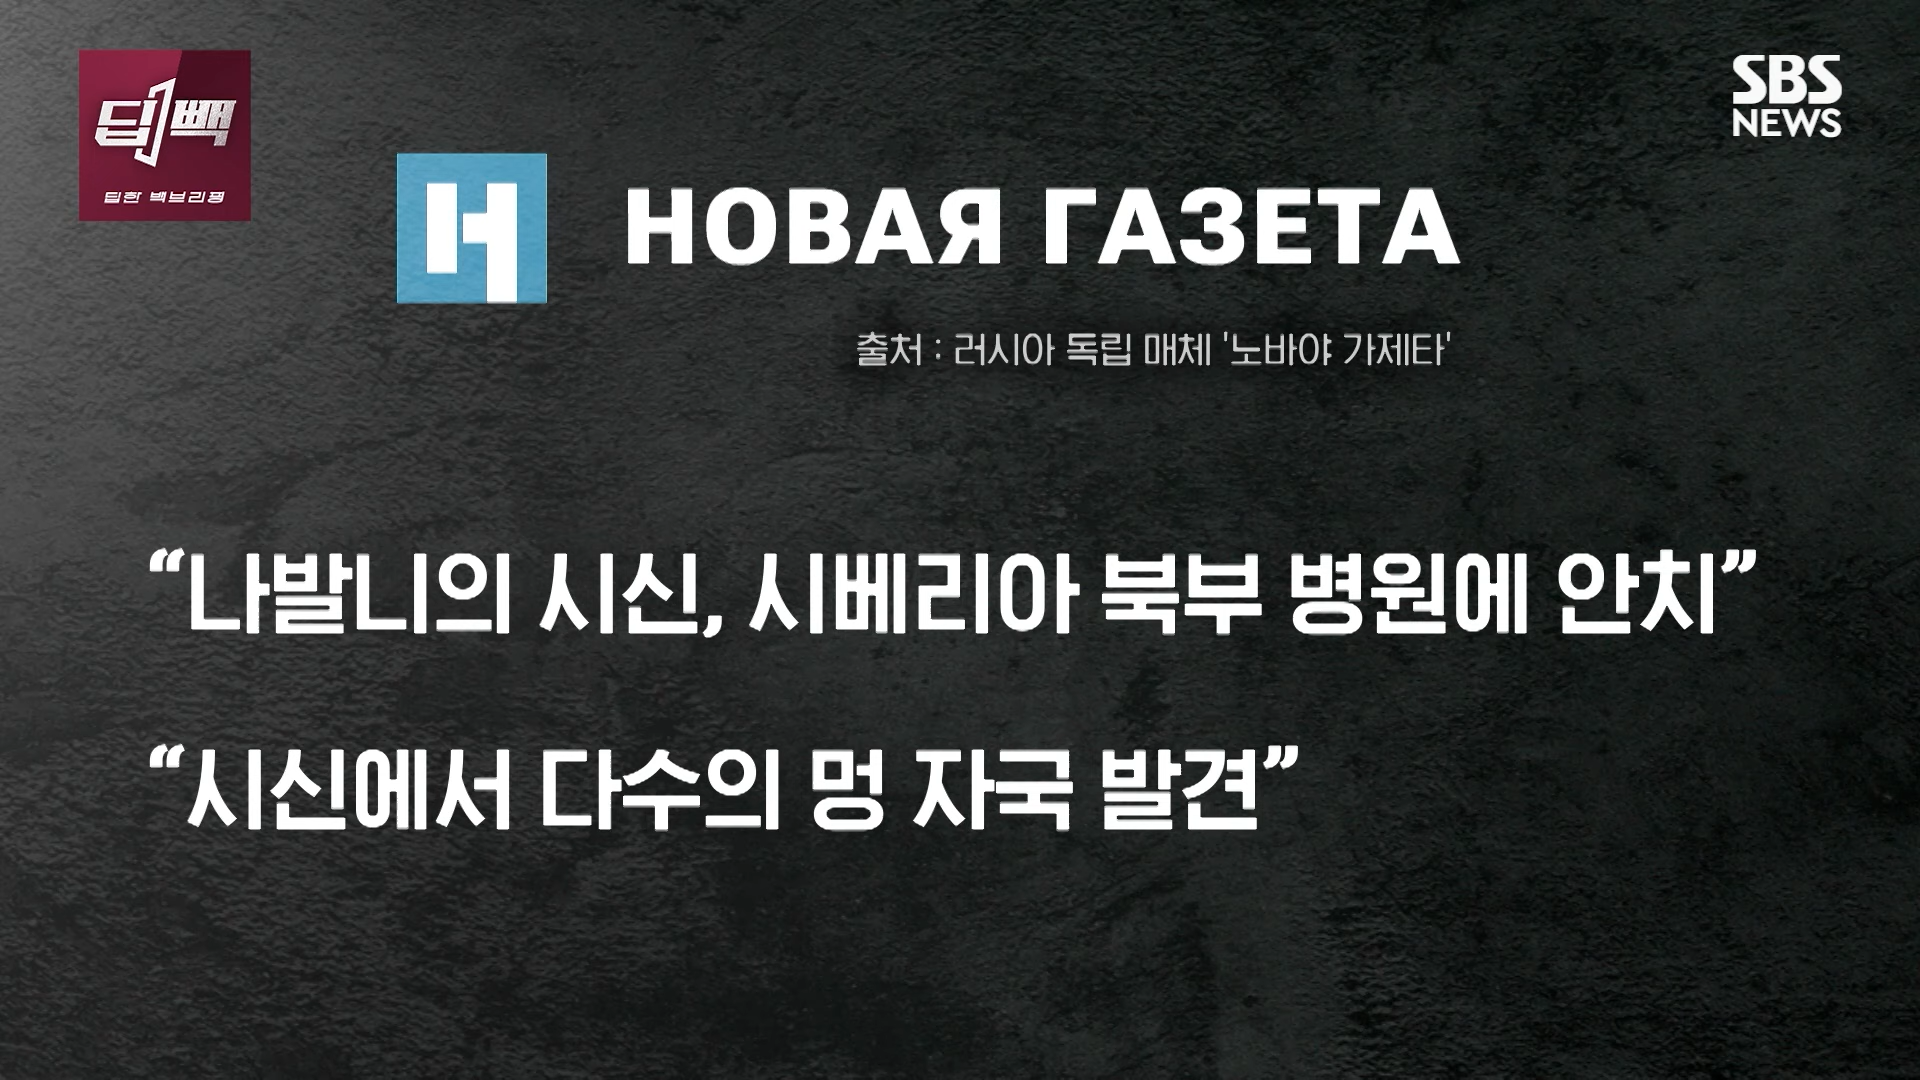 딥빽
딥한 백브리핑
SBS
NEWS
НОВАЯ ГАЗЕТА
출처 : 러시아 독립 매체 '노바야 가제타'
“나발니의 시신, 시베리아 북부 병원에 안치”
“시신에서 다수의 멍 자국 발견”